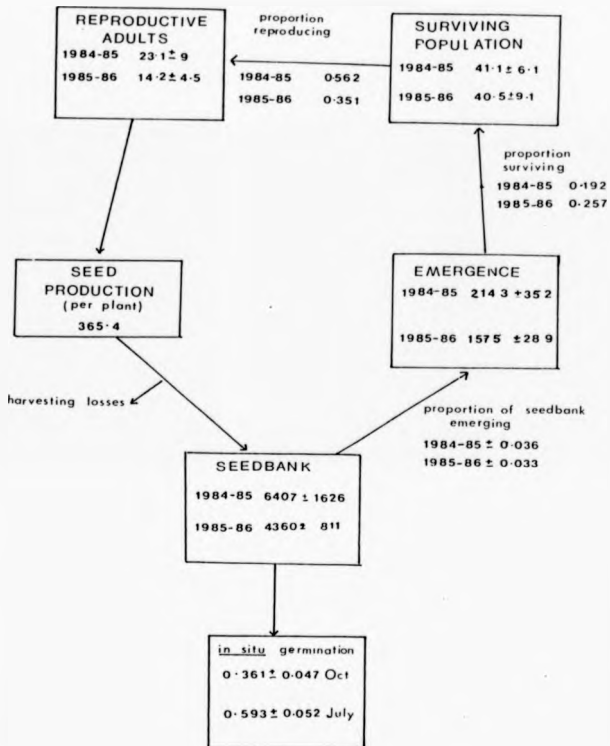 REPRODUCTIVE
ADULTS
1984-85 23·1 ± 9
1985-86 14·2 ± 4·5
proportion
reproducing
1984-85 0·562
1985-86 0·351
SURVIVING
POPULATION
1984-85 41·1 ± 6·1
1985-86 40·5 ± 9·1
proportion
surviving
1984-85 0·192
1985-86 0·257
SEED
PRODUCTION
(per plant)
365·4
EMERGENCE
1984-85 214 3 +35 2
1985-86 157 5 ±28 9
harvesting losses
proportion of seedbank
emerging
1984-85 ± 0·036
1985-86 ± 0·033
SEEDBANK
1984-85 6407 ± 1626
1985-86 4360 ± 811
in situ germination
0·361 ± 0·047 Oct
0·593 ± 0·052 July